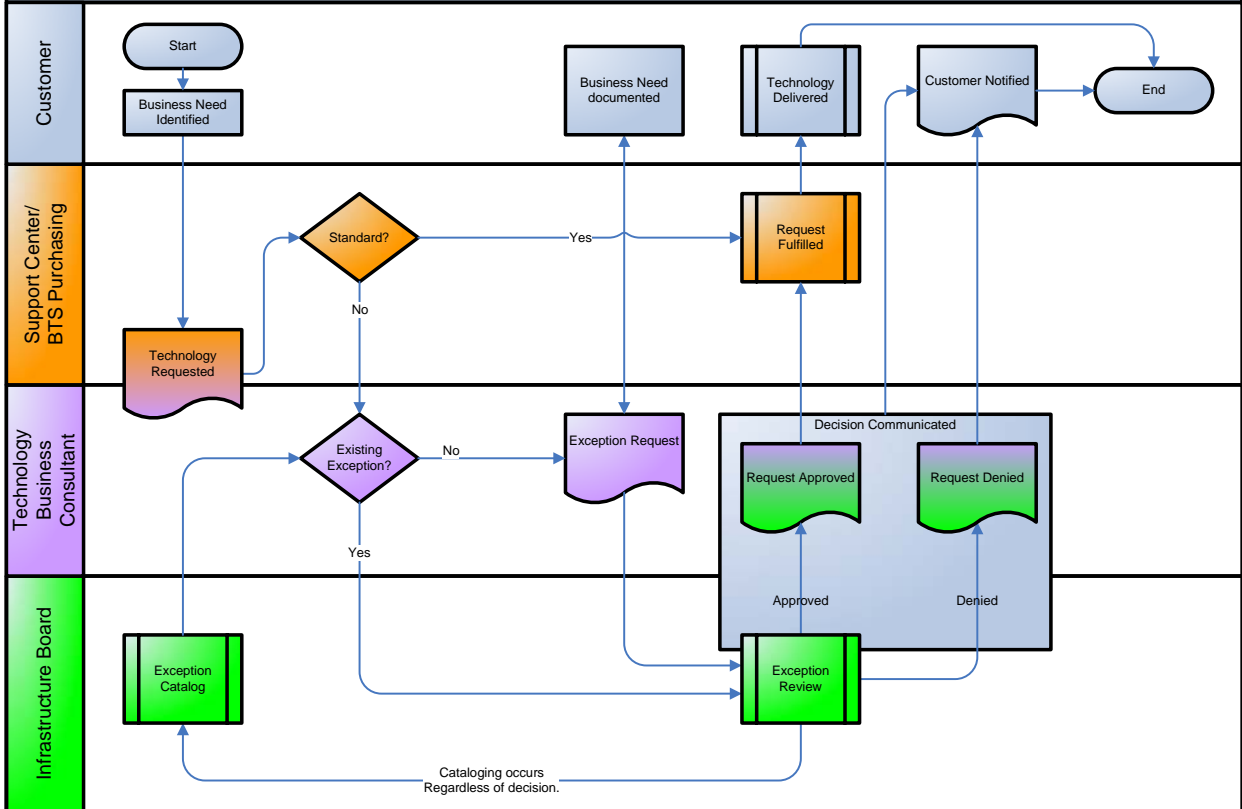 Customer
Start
Business Need
Identified
Business Need
documented
Technology
Delivered
Customer Notified
End
Support Center/
BTS Purchasing
Standard?
Yes
Request
Fulfilled
No
Technology
Requested
Technology
Business
Consultant
Existing
Exception?
No
Exception Request
Decision Communicated
Request Approved
Request Denied
Yes
Infrastructure Board
Approved
Denied
Exception
Catalog
Exception
Review
Cataloging occurs
Regardless of decision.